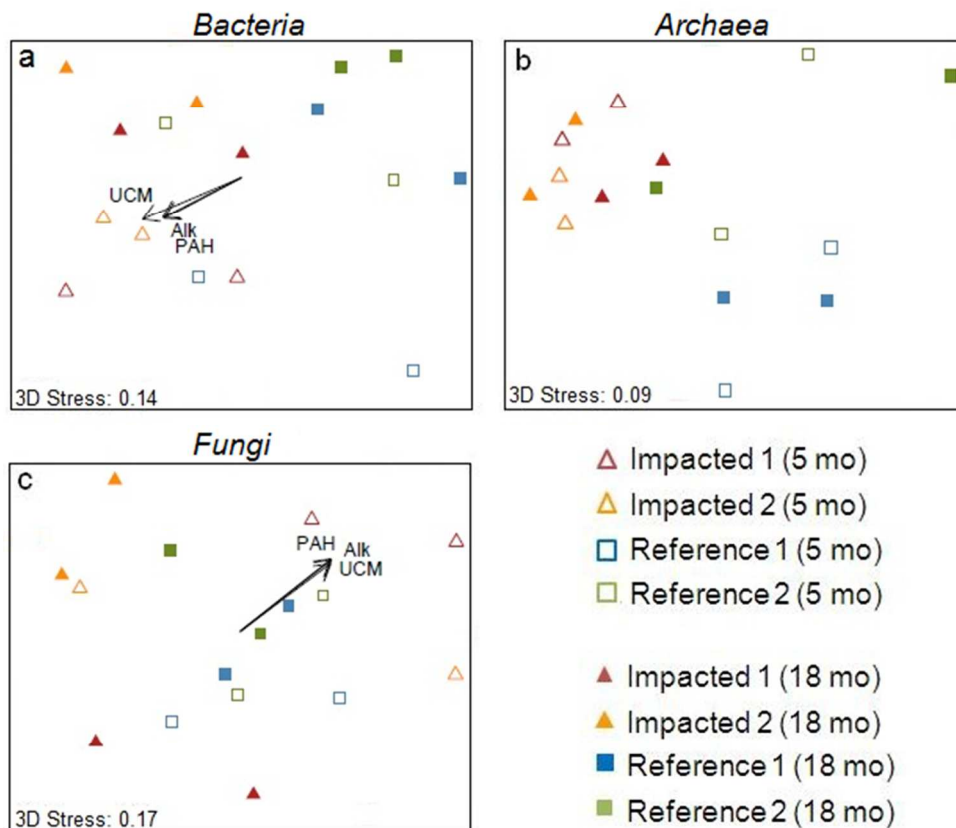 Bacteria
Archaea
a
b
UCM
Alk
PAH
3D Stress: 0.14
3D Stress: 0.09
Fungi
c
PAH Alk
UCM
3D Stress: 0.17
Impacted 1 (5 mo)
Impacted 2 (5 mo)
Reference 1 (5 mo)
Reference 2 (5 mo)
Impacted 1 (18 mo)
Impacted 2 (18 mo)
Reference 1 (18 mo)
Reference 2 (18 mo)